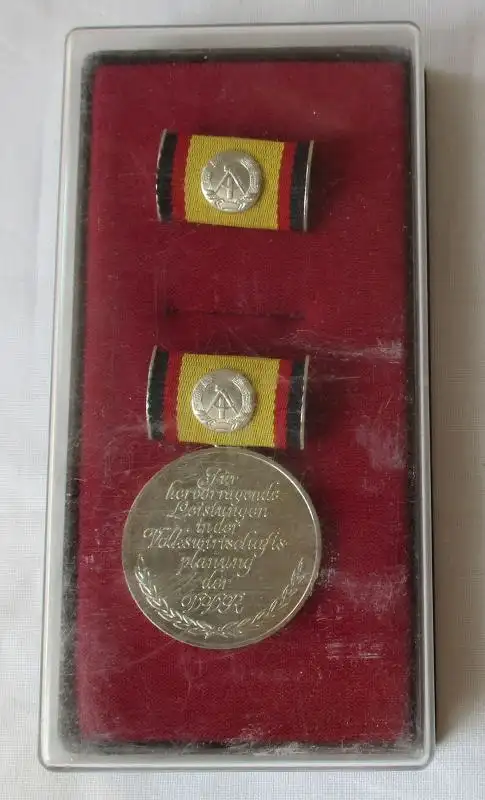 Für
hervorragende
Leistungen
in der
Volkswirtschafts
planung
der
DDR